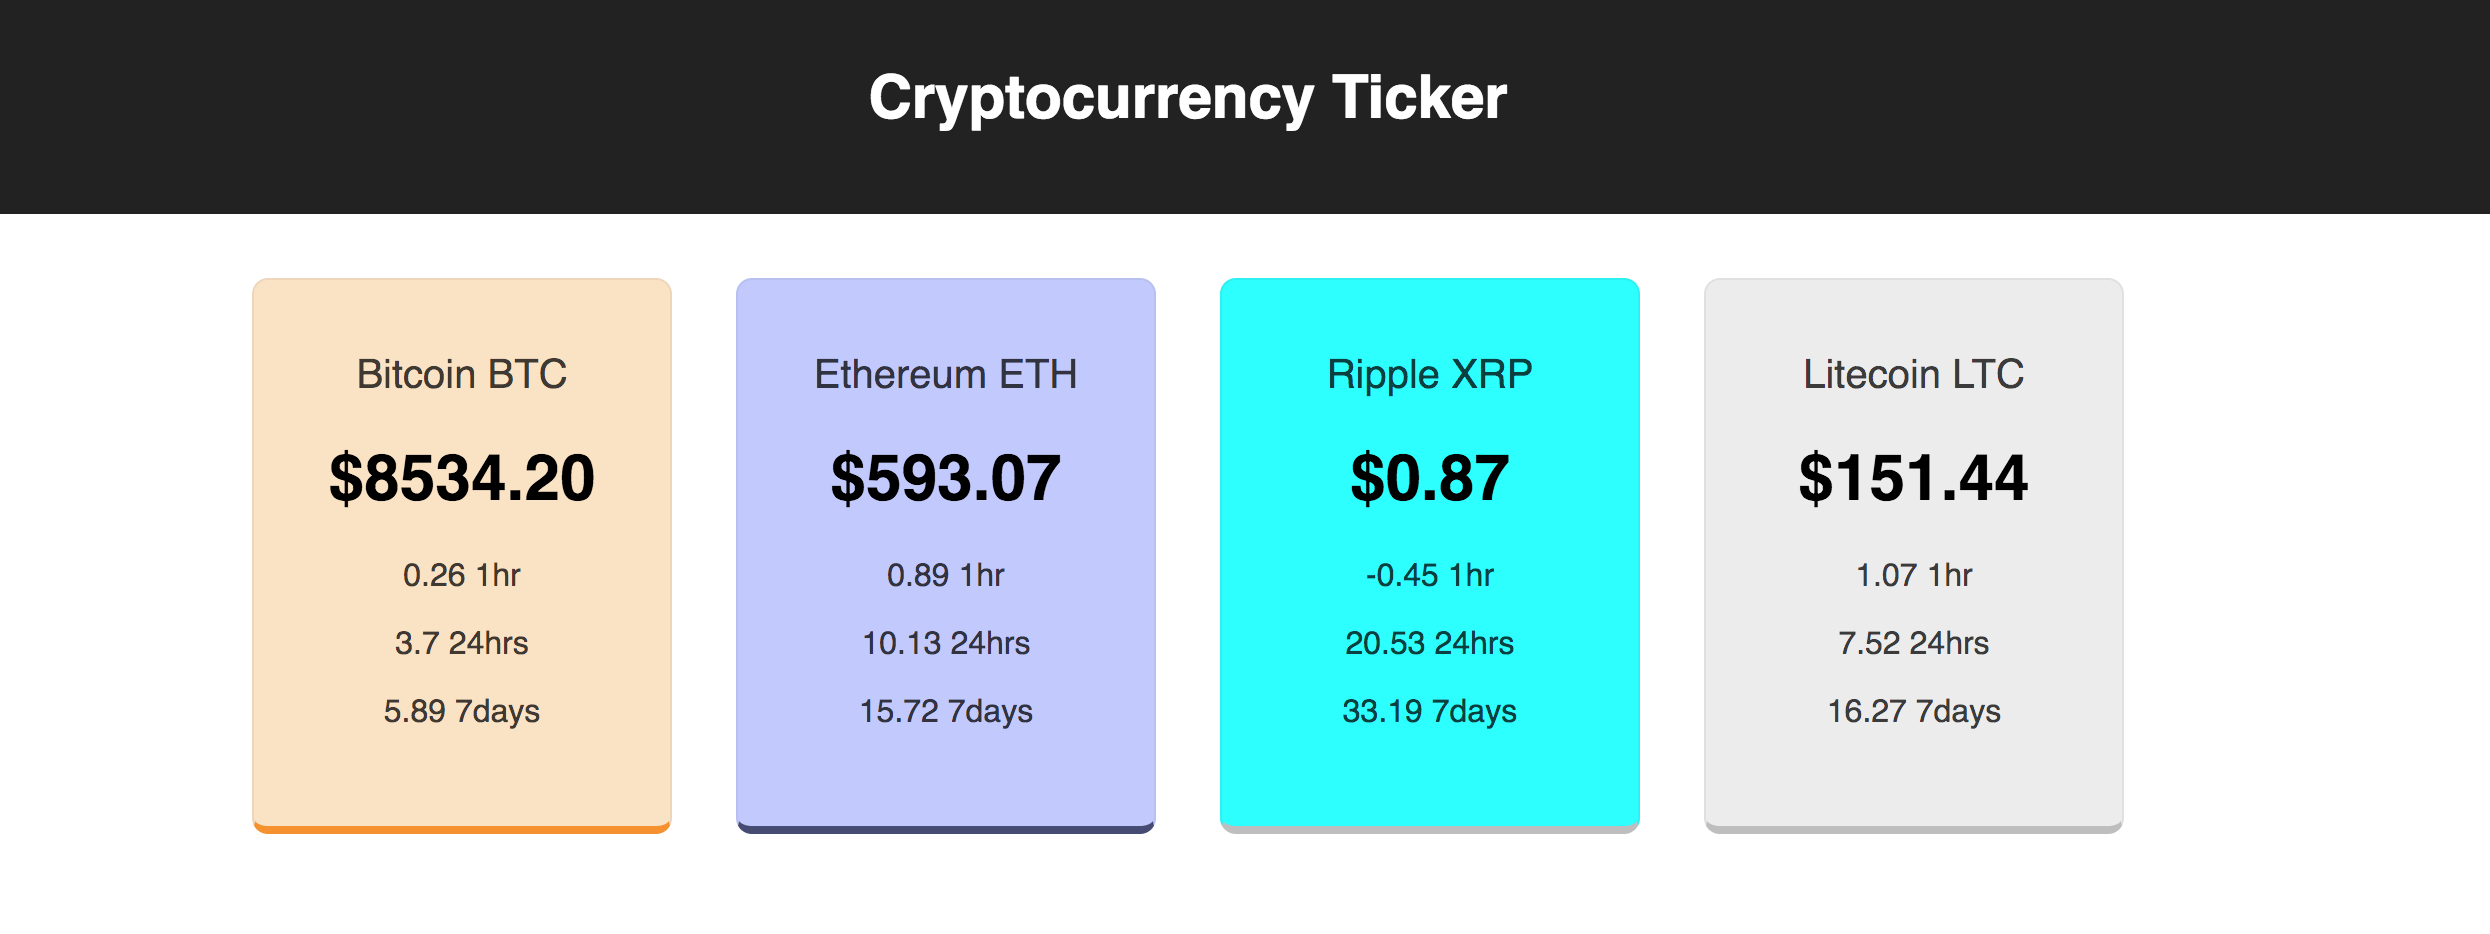 Cryptocurrency Ticker
Bitcoin BTC
$8534.20
0.26 1hr
3.7 24hrs
5.89 7days
Ethereum ETH
$593.07
0.89 1hr
10.13 24hrs
15.72 7days
Ripple XRP
$0.87
-0.45 1hr
20.53 24hrs
33.19 7days
Litecoin LTC
$151.44
1.07 1hr
7.52 24hrs
16.27 7days